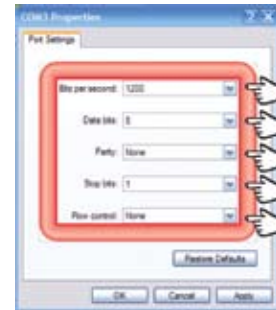 COM3 Properties
Port Settings
Bits per second: 1200
Data bits: 8
Parity: None
Stop bits: 1
Flow control: None
Restore Defaults
OK Cancel Apply